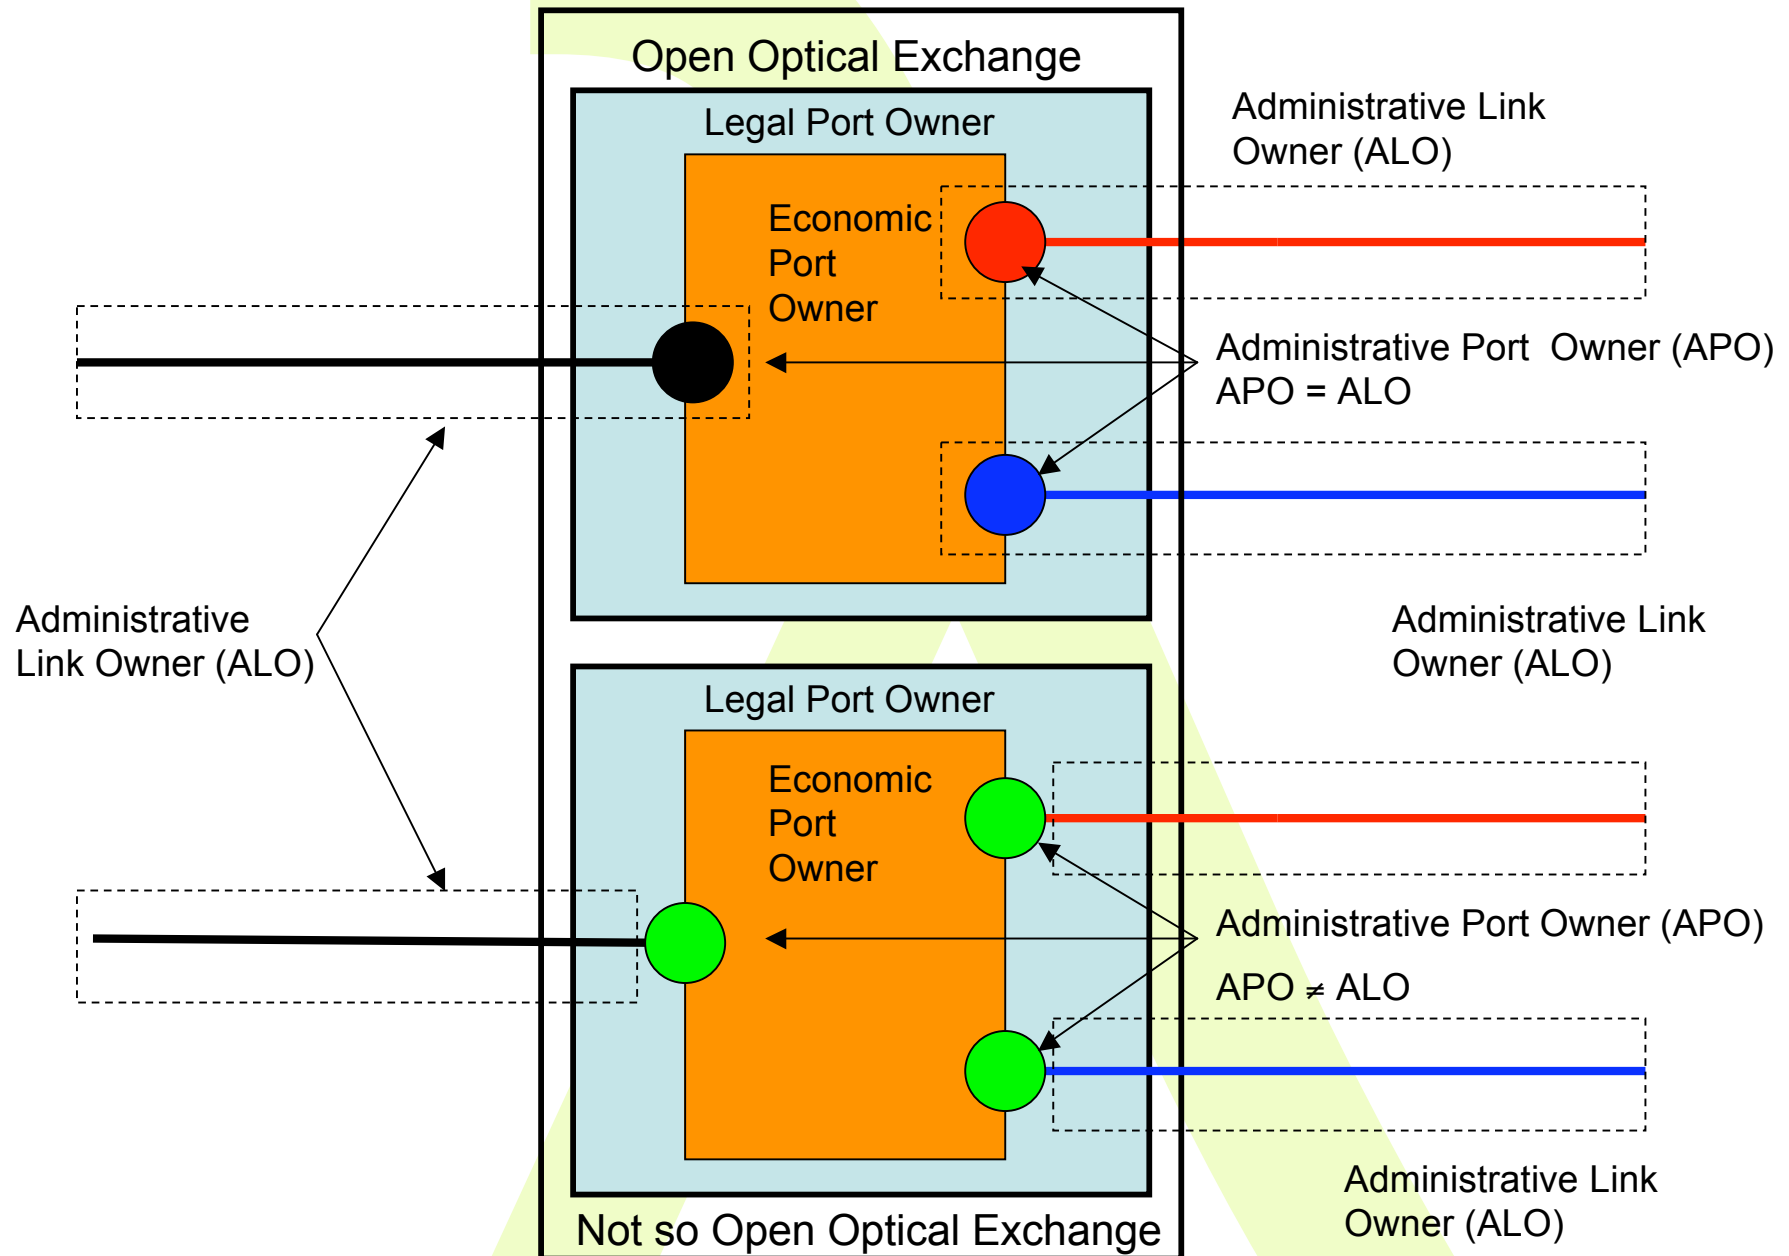 Open Optical Exchange
Legal Port Owner
Administrative Link
Owner (ALO)
Economic
Port
Owner
Administrative Port  Owner (APO)
APO = ALO
Administrative
Link Owner (ALO)
Administrative Link
Owner (ALO)
Legal Port Owner
Economic
Port
Owner
Administrative Port Owner (APO)
APO ≠ ALO
Administrative Link
Owner (ALO)
Not so Open Optical Exchange